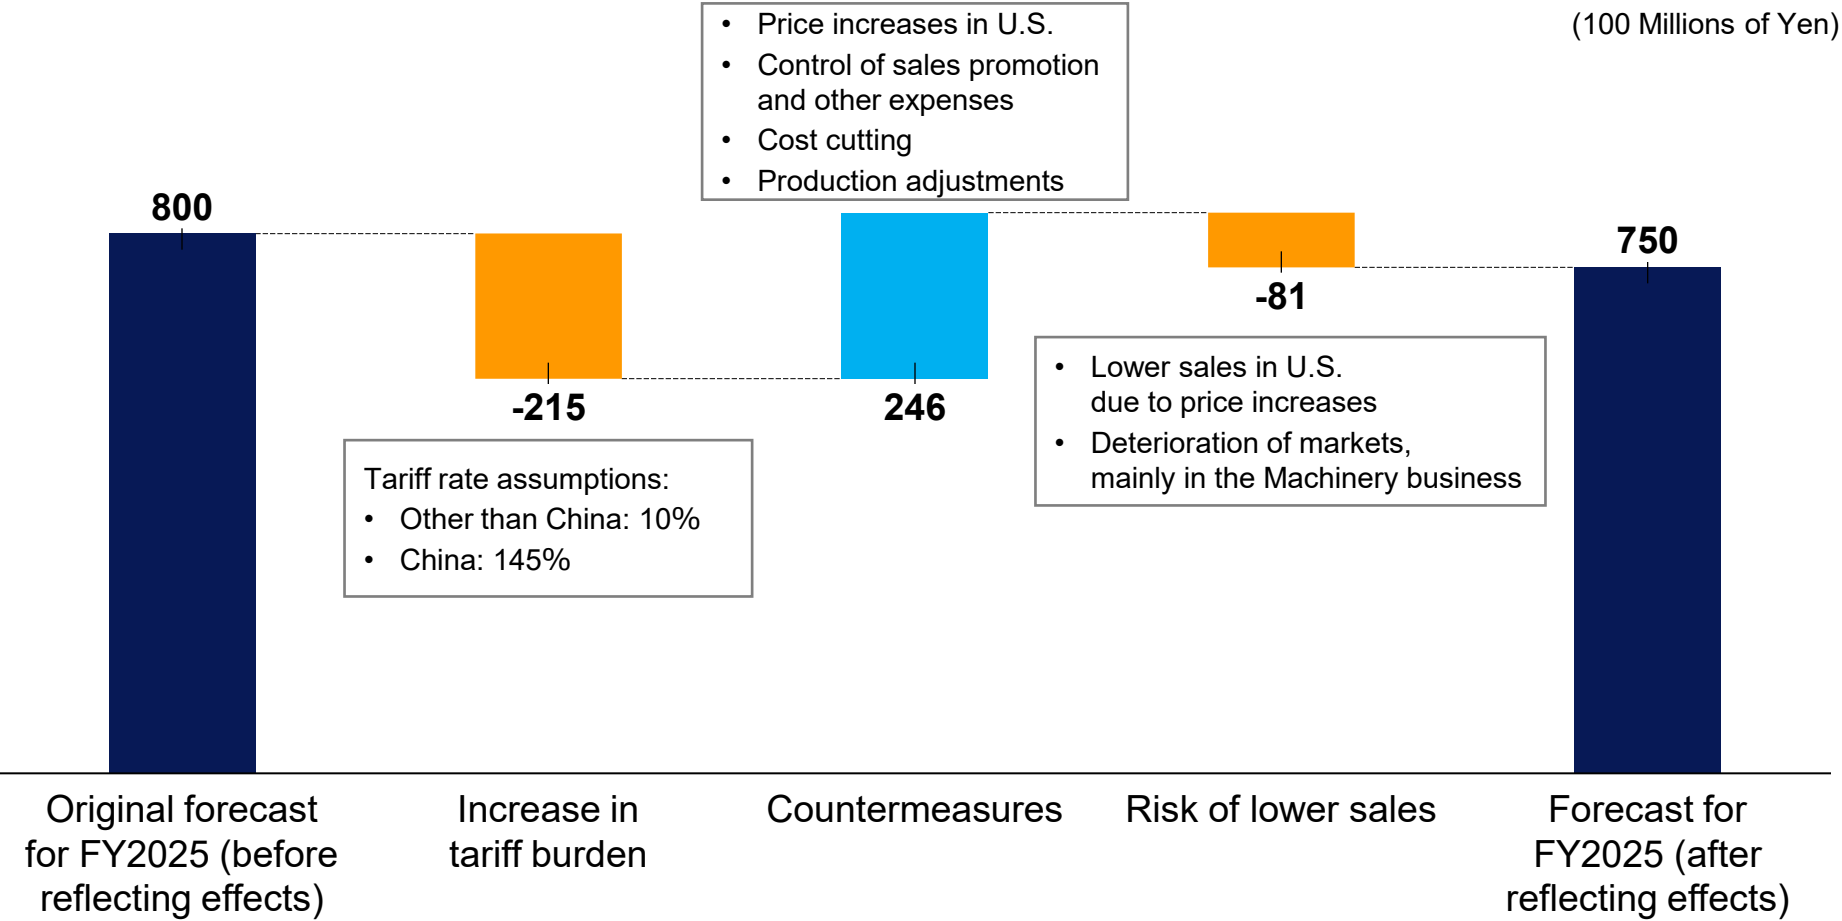 (100 Millions of Yen)
• Price increases in U.S.
• Control of sales promotion
and other expenses
• Cost cutting
• Production adjustments
800
-215
246
-81
750
Tariff rate assumptions:
• Other than China: 10%
• China: 145%
• Lower sales in U.S.
due to price increases
• Deterioration of markets,
mainly in the Machinery business
Original forecast
for FY2025 (before
reflecting effects)
Increase in
tariff burden
Countermeasures
Risk of lower sales
Forecast for
FY2025 (after
reflecting effects)